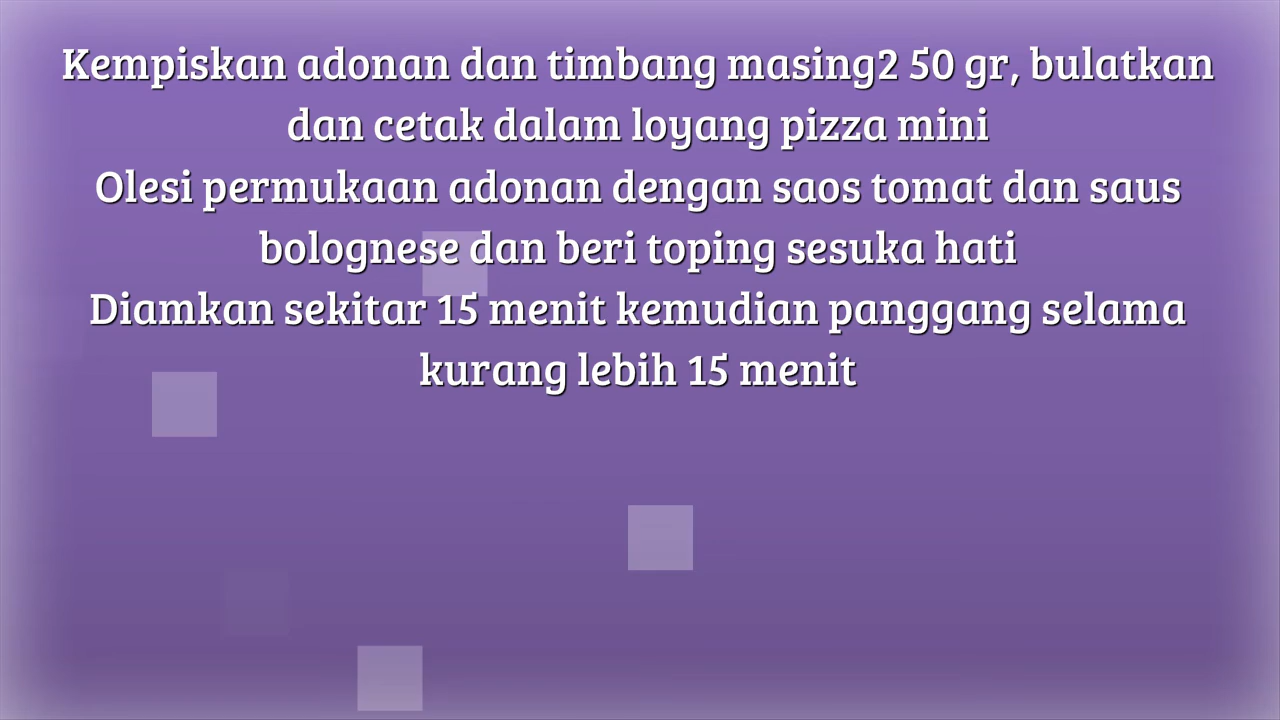 Kempiskan adonan dan timbang masing2 50 gr, bulatkan
dan cetak dalam loyang pizza mini
Olesi permukaan adonan dengan saos tomat dan saus
bolognese dan beri toping sesuka hati
Diamkan sekitar 15 menit kemudian panggang selama
kurang lebih 15 menit